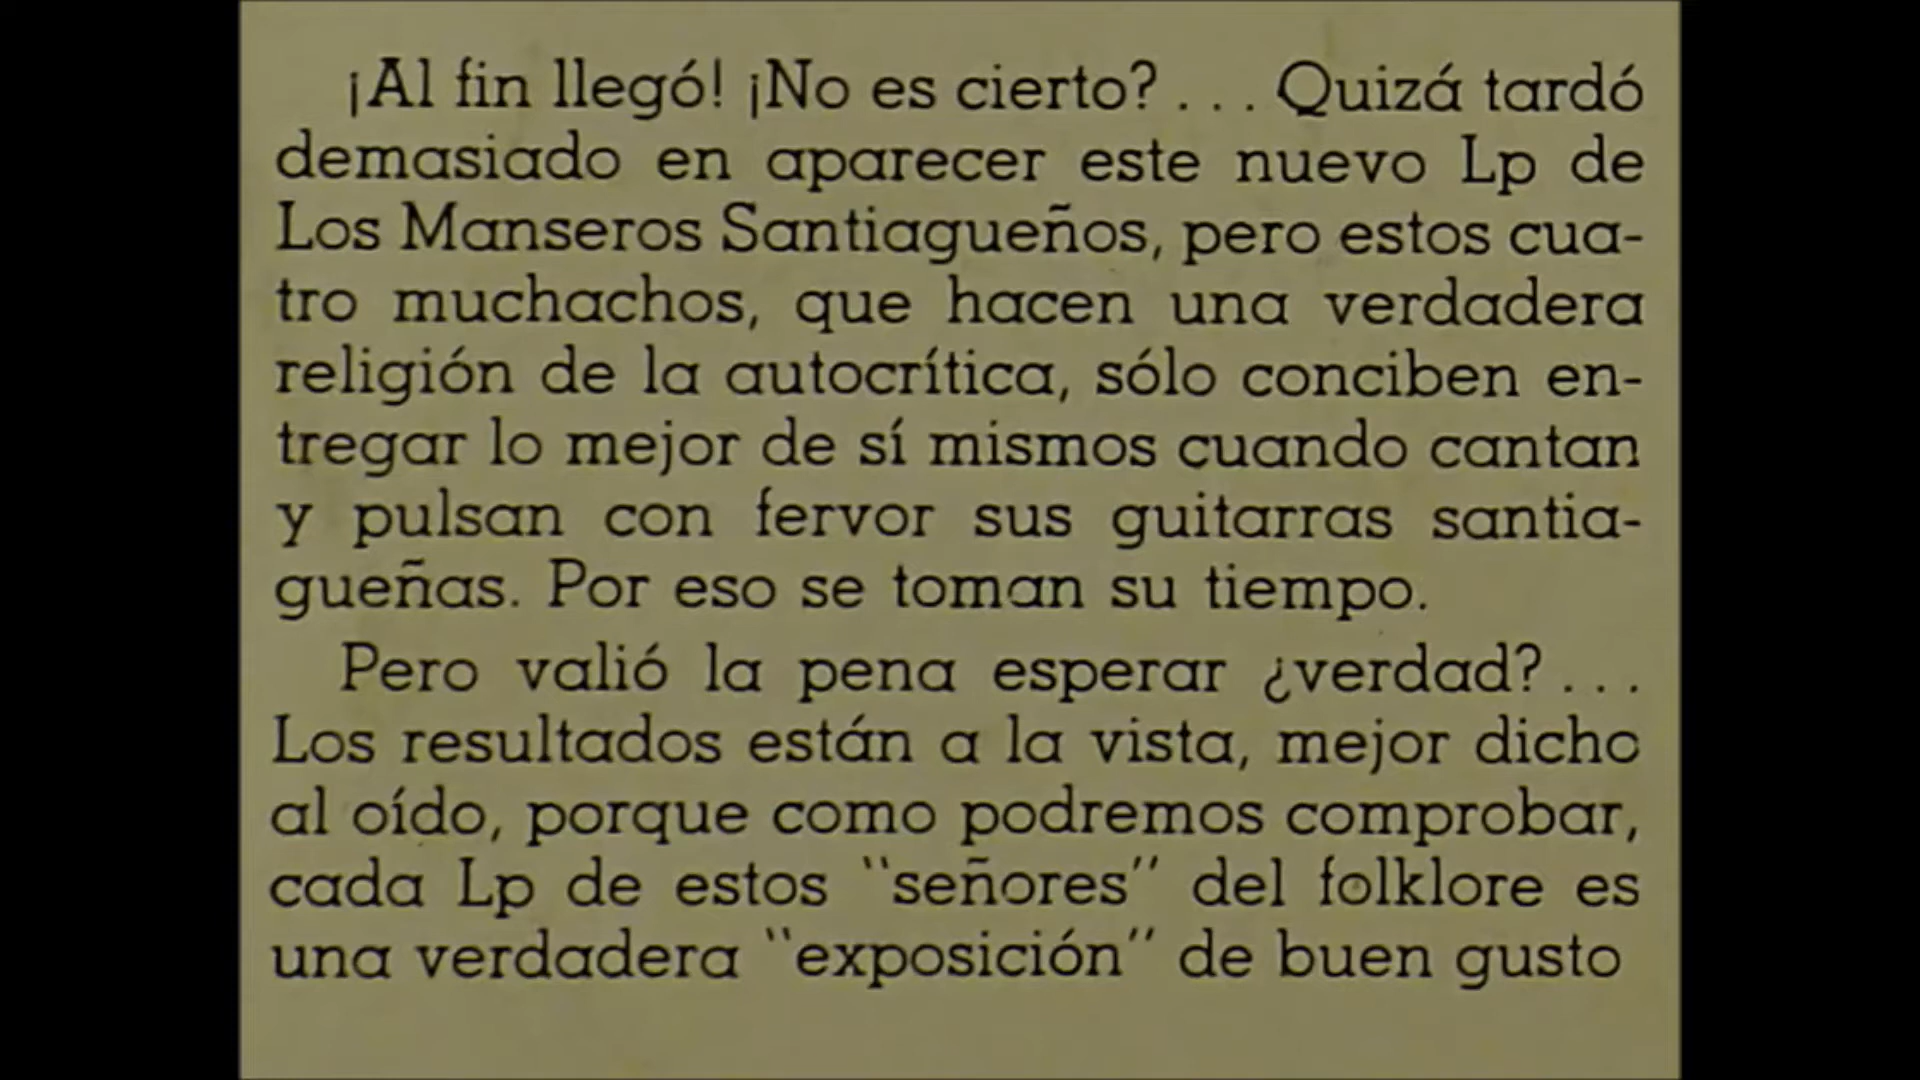 ¡Al fin llegó! ¡No es cierto? . . . Quizá tardó
demasiado en aparecer este nuevo Lp de
Los Manseros Santiagueños, pero estos cua-
tro muchachos, que hacen una verdadera
religión de la autocrítica, sólo conciben en-
tregar lo mejor de sí mismos cuando cantan
y pulsan con fervor sus guitarras santia-
gueñas. Por eso se toman su tiempo.
Pero valió la pena esperar ¿verdad? . . .
Los resultados están a la vista, mejor dicho
al oído, porque como podremos comprobar,
cada Lp de estos "señores" del folklore es
una verdadera "exposición" de buen gusto